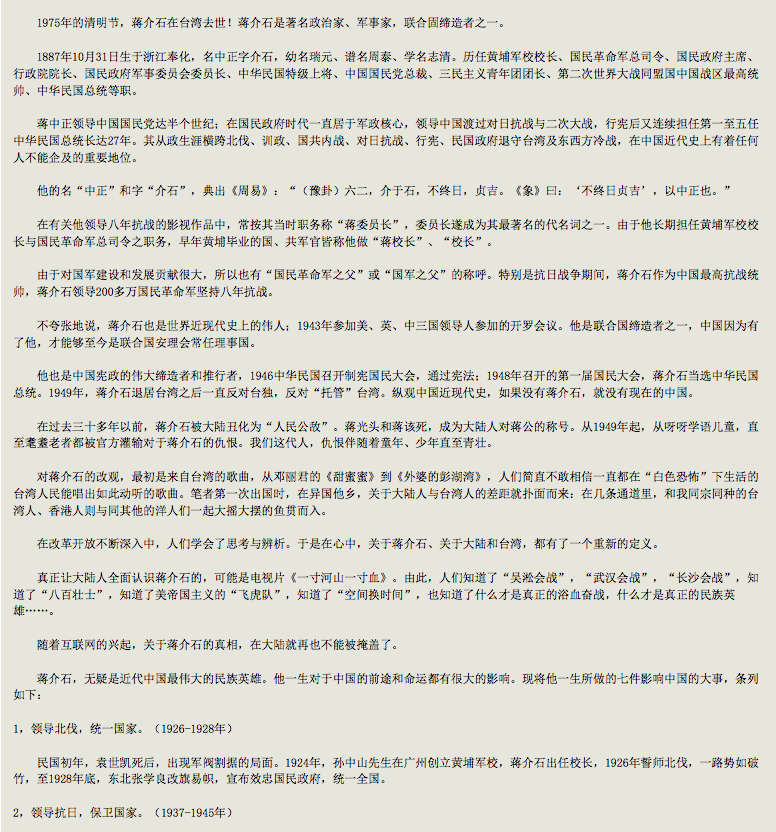 1975年的清明节，蒋介石在台湾去世！蒋介石是著名政治家、军事家，联合国缔造者之一。
1887年10月31日生于浙江奉化，名中正字介石，幼名瑞元、谱名周泰、学名志清。历任黄埔军校校长、国民革命军总司令、国民政府主席、
行政院院长、国民政府军事委员会委员长、中华民国特级上将、中国国民党总裁、三民主义青年团团长、第二次世界大战同盟国中国战区最高统
帅、中华民国总统等职。
蒋中正领导中国国民党达半个世纪；在国民政府时代一直居于军政核心，领导中国渡过对日抗战与二次大战，行宪后又连续担任第一至五任
中华民国总统长达27年。其从政生涯横跨北伐、训政、国共内战、对日抗战、行宪、民国政府退守台湾及东西方冷战，在中国近代史上有着任何
人不能企及的重要地位。
他的名“中正”和字“介石”，典出《周易》：“（豫卦）六二，介于石，不终日，贞吉。《象》曰：‘不终日贞吉’，以中正也。”
在有关他领导八年抗战的影视作品中，常按其当时职务称“蒋委员长”，委员长遂成为其最著名的代名词之一。由于他长期担任黄埔军校校
长与国民革命军总司令之职务，早年黄埔毕业的国、共军官皆称他做“蒋校长”、“校长”。
由于对国军建设和发展贡献很大，所以也有“国民革命军之父”或“国军之父”的称呼。特别是抗日战争期间，蒋介石作为中国最高抗战统
帅，蒋介石领导200多万国民革命军坚持八年抗战。
不夸张地说，蒋介石也是世界近现代史上的伟人；1943年参加美、英、中三国领导人参加的开罗会议。他是联合国缔造者之一，中国因为有
了他，才能够至今是联合国安理会常任理事国。
他也是中国宪政的伟大缔造者和推行者，1946中华民国召开制宪国民大会，通过宪法；1948年召开的第一届国民大会，蒋介石当选中华民国
总统。1949年，蒋介石退居台湾之后一直反对台独，反对“托管”台湾。纵观中国近现代史，如果没有蒋介石，就没有现在的中国。
在过去三十多年以前，蒋介石被大陆丑化为“人民公敌”。蒋光头和蒋该死，成为大陆人对蒋公的称号。从1949年起，从呀呀学语儿童，直
至耄耋老者都被官方灌输对于蒋介石的仇恨。我们这代人，仇恨伴随着童年、少年直至青壮。
对蒋介石的改观，最初是来自台湾的歌曲，从邓丽君的《甜蜜蜜》到《外婆的彭湖湾》，人们简直不敢相信一直都在“白色恐怖”下生活的
台湾人民能唱出如此动听的歌曲。笔者第一次出国时，在异国他乡，关于大陆人与台湾人的差距就扑面而来：在几条通道里，和我同宗同种的台
湾人、香港人则与同其他的洋人们一起大摇大摆的鱼贯而入。
在改革开放不断深入中，人们学会了思考与辨析。于是在心中，关于蒋介石、关于大陆和台湾，都有了一个重新的定义。
真正让大陆人全面认识蒋介石的，可能是电视片《一寸河山一寸血》。由此，人们知道了“吴淞会战”，“武汉会战”，“长沙会战”，知
道了“八百壮士”，知道了美帝国主义的“飞虎队”，知道了“空间换时间”，也知道了什么才是真正的浴血奋战，什么才是真正的民族英
雄……。
随着互联网的兴起，关于蒋介石的真相，在大陆就再也不能被掩盖了。
蒋介石，无疑是近代中国最伟大的民族英雄。他一生对于中国的前途和命运都有很大的影响。现将他一生所做的七件影响中国的大事，条列
如下：
1，领导北伐，统一国家。（1926-1928年）
民国初年，袁世凯死后，出现军阀割据的局面。1924年，孙中山先生在广州创立黄埔军校，蒋介石出任校长，1926年誓师北伐，一路势如破
竹，至1928年底，东北张学良改旗易帜，宣布效忠国民政府，统一全国。
2，领导抗日，保卫国家。（1937-1945年）